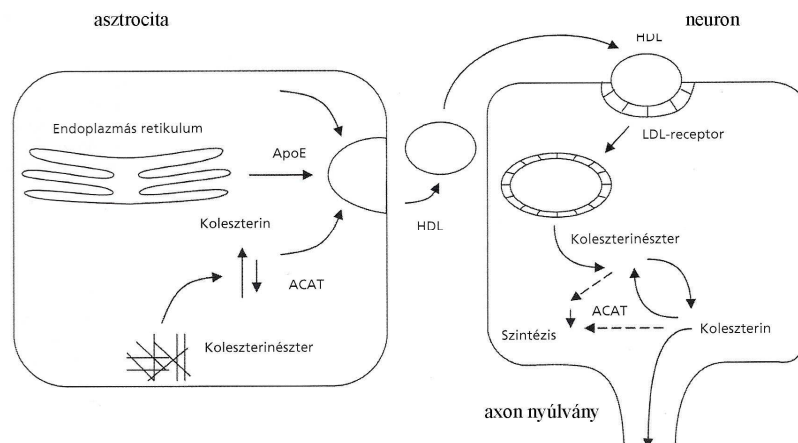 asztrocita
neuron
HDL
Endoplazmás retikulum
ApoE
LDL-receptor
HDL
Koleszterin
ACAT
Koleszterinészter
Koleszterinészter
ACAT
Szintézis
Koleszterin
axon nyúlvány